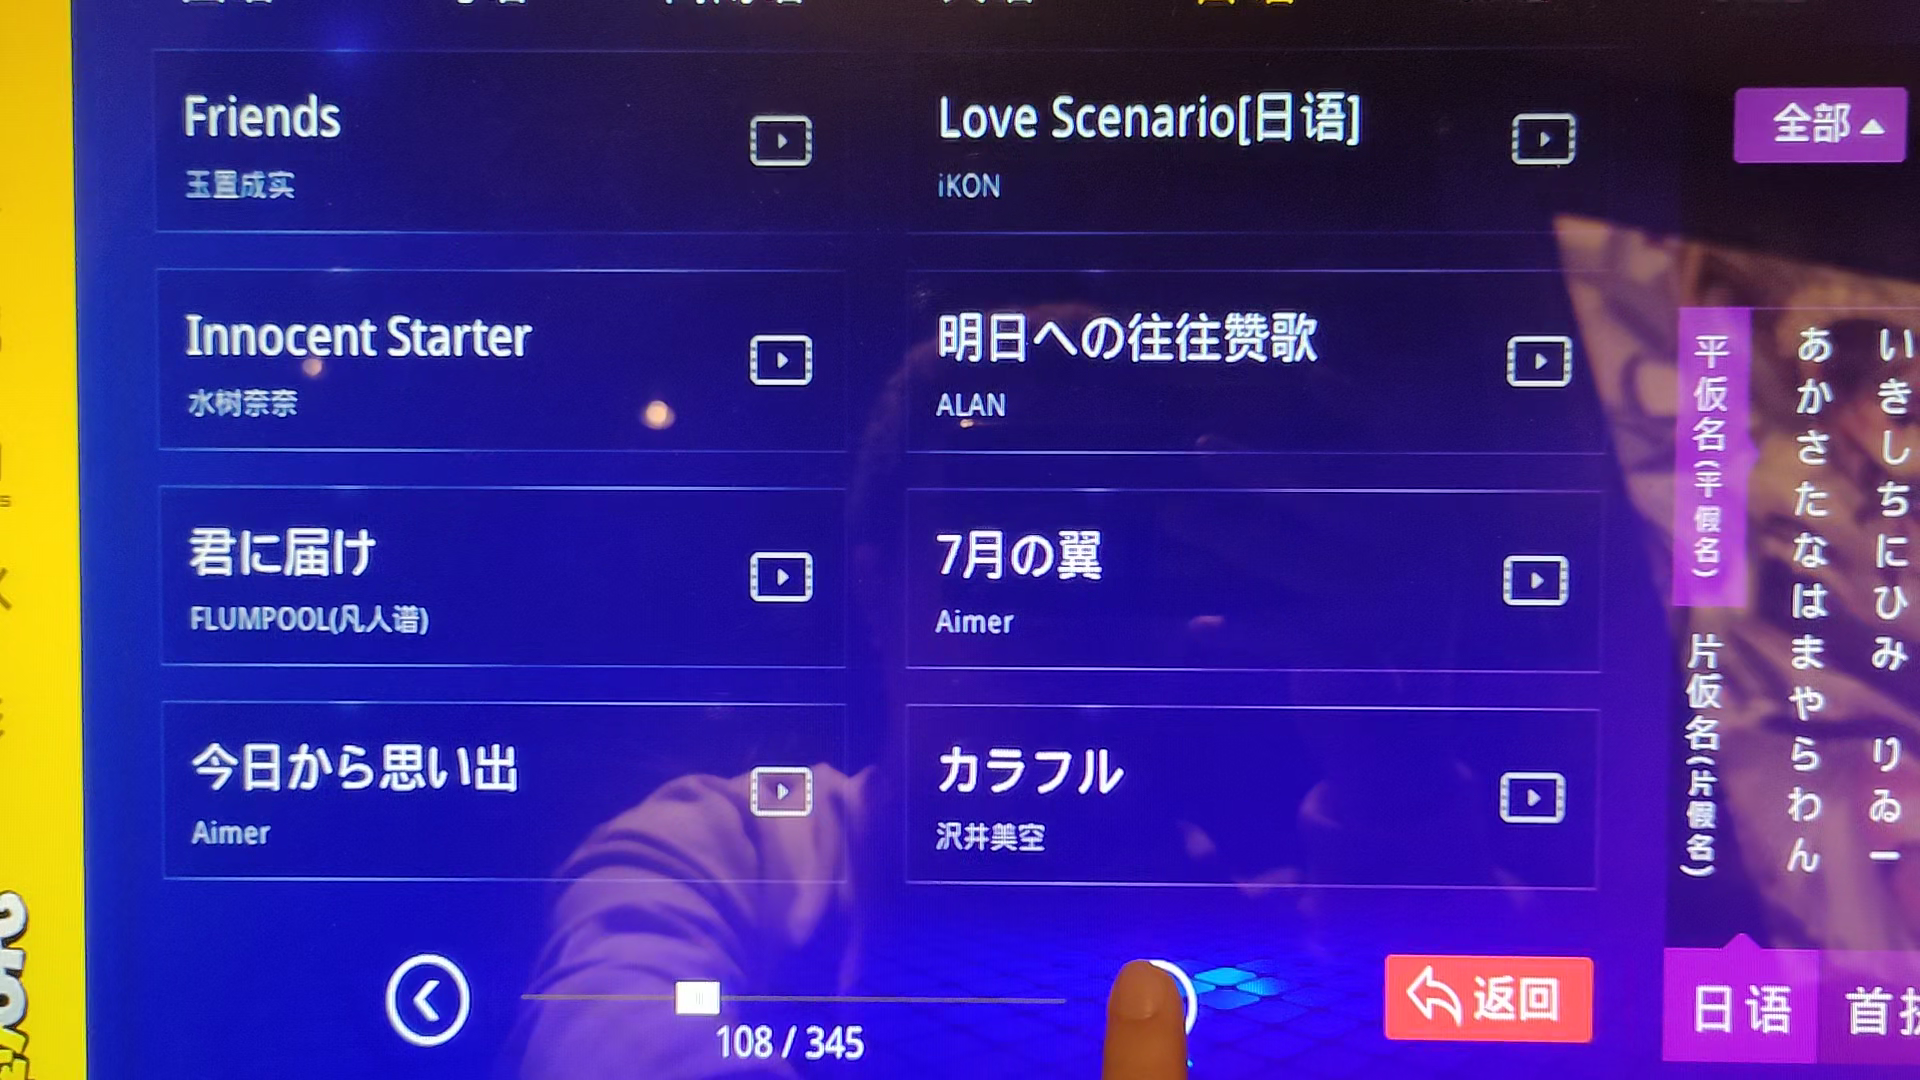 Friends
玉置成实
Love Scenario[日语]
iKON
全部
Innocent Starter
水树奈奈
明日への往往赞歌
ALAN
君に届け
FLUMPOOL(凡人谱)
7月の翼
Aimer
今日から思い出
Aimer
カラフル
沢井美空
平仮名(平假名)
片仮名(片假名)
あかさたなはまやらわん
いきしちにひみ りゐー
108 / 345
返回
日语
首